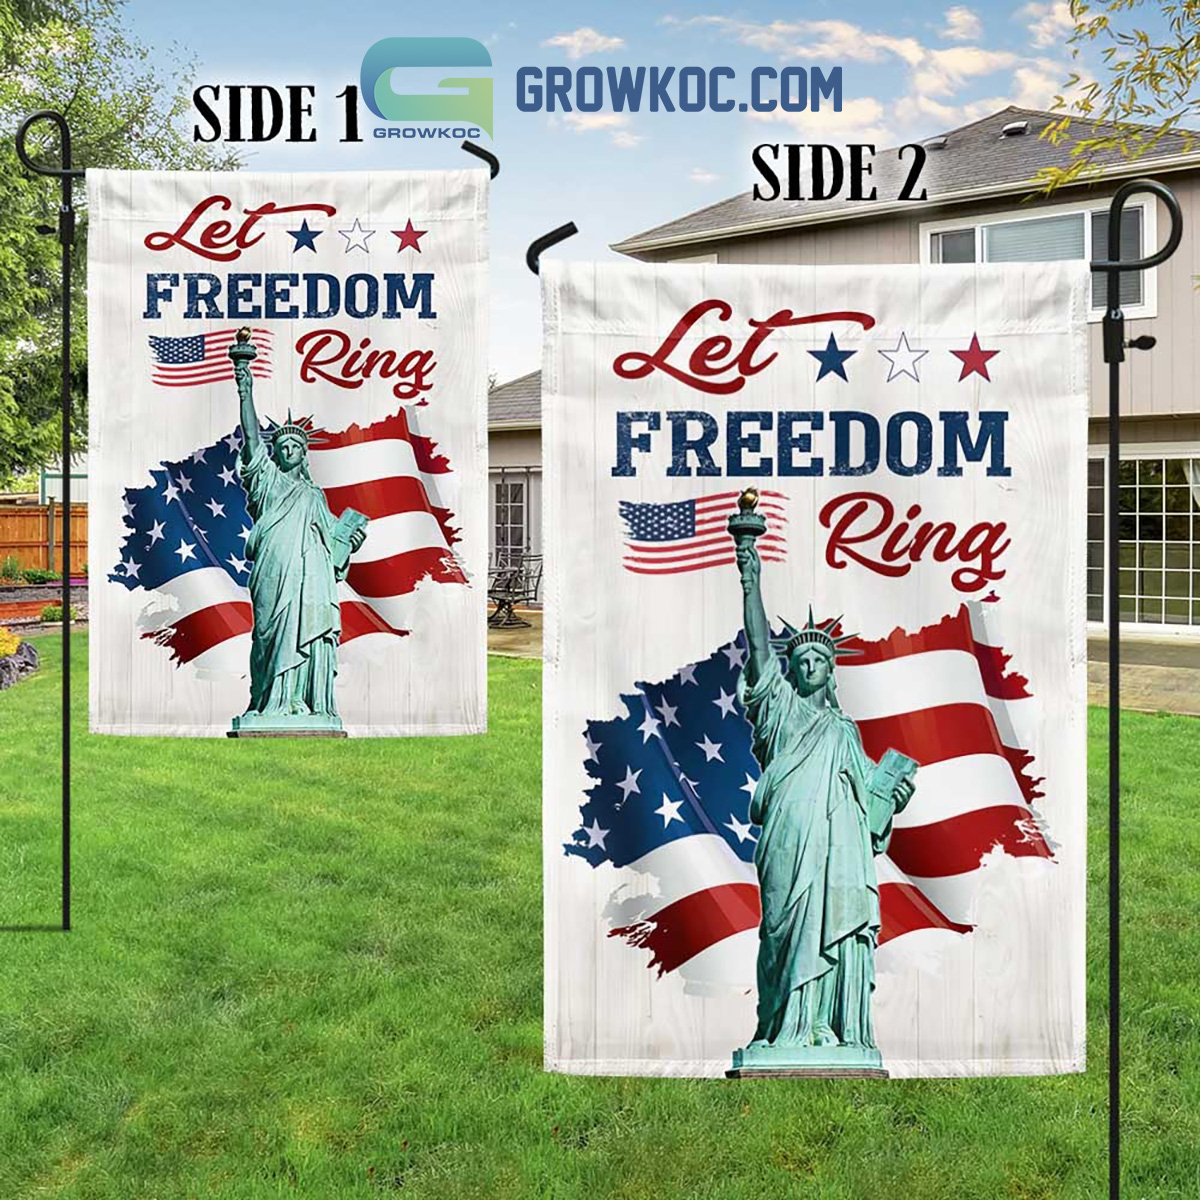 SIDE 1
GROWKOC
GROWKOC.COM
SIDE 2
Let
FREEDOM
Ring
Let
FREEDOM
Ring